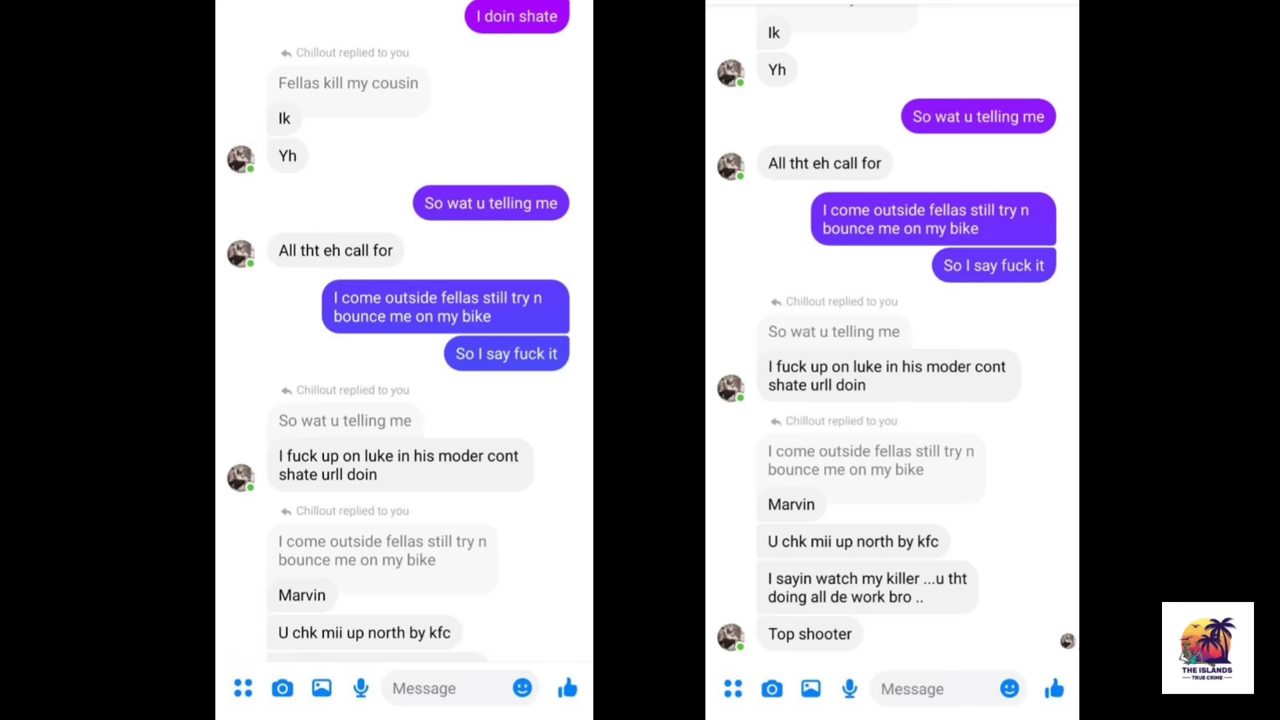 I doin shate
Chillout replied to you
Fellas kill my cousin
Ik
Yh
So wat u telling me
All tht eh call for
I come outside fellas still try n
bounce me on my bike
So I say fuck it
Chillout replied to you
So wat u telling me
I fuck up on luke in his moder cont
shate urll doin
Chillout replied to you
I come outside fellas still try n
bounce me on my bike
Marvin
U chk mii up north by kfc
Message
Ik
Yh
So wat u telling me
All tht eh call for
I come outside fellas still try n
bounce me on my bike
So I say fuck it
Chillout replied to you
So wat u telling me
I fuck up on luke in his moder cont
shate urll doin
Chillout replied to you
I come outside fellas still try n
bounce me on my bike
Marvin
U chk mii up north by kfc
I sayin watch my killer ...u tht
doing all de work bro ..
Top shooter
Message
THE ISLANDS
TRUE CRIME